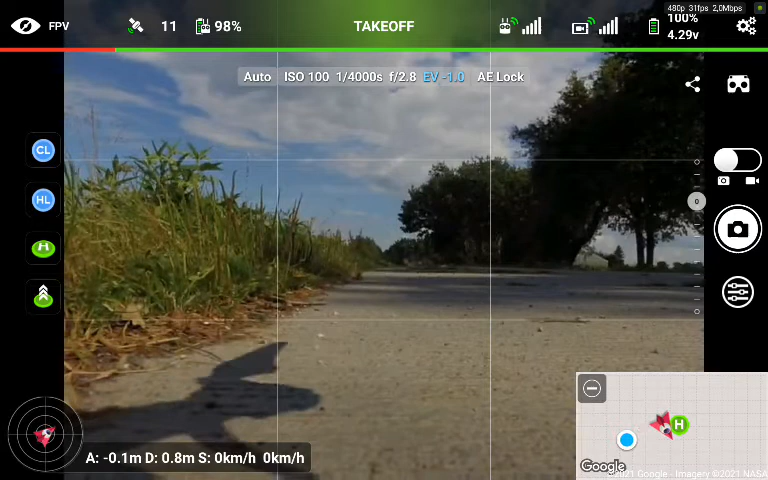 480p 31fps 2,0Mbps
FPV
11
98%
TAKEOFF
100%
4.29v
Auto ISO 100 1/4000s f/2.8 EV -1.0 AE Lock
CL
0
HL
H
H
A: -0.1m D: 0.8m S: 0km/h 0km/h
Google
©2021 Google - Imagery ©2021 NASA